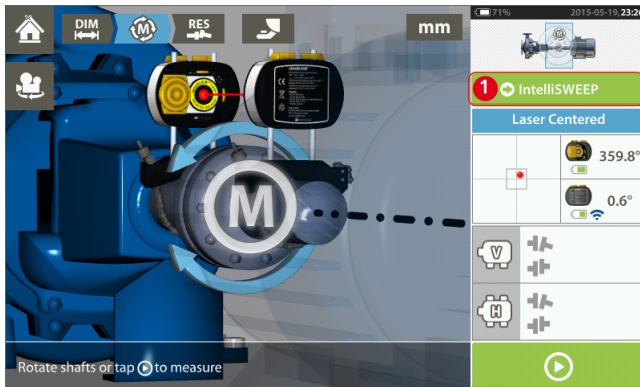 DIM
M
RES
mm
71%
2015-05-19, 23:26
M
1 IntelliSWEEP
Laser Centered
359.8°
0.6°
M
V
H
Rotate shafts or tap to measure